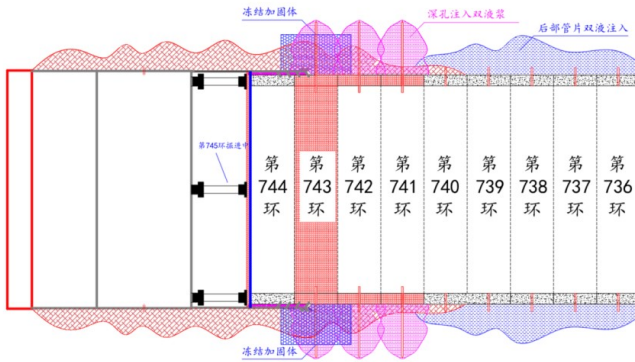 冻结加固体
深孔注入双液浆
后部管片双液注入
第745环掘进中
第
744
环
第
743
环
第
742
环
第
741
环
第
740
环
第
739
环
第
738
环
第
737
环
第
736
环
冻结加固体